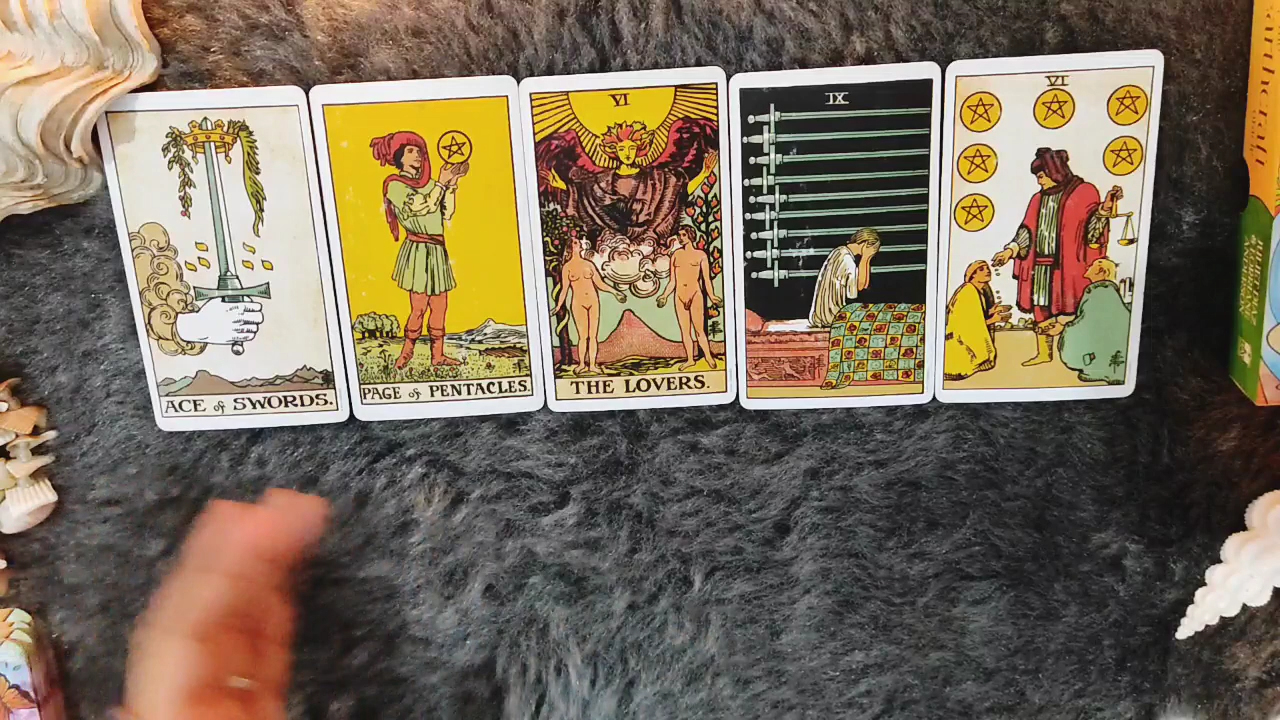 ACE of SWORDS.
PAGE of PENTACLES.
VI
THE LOVERS.
IX
VI